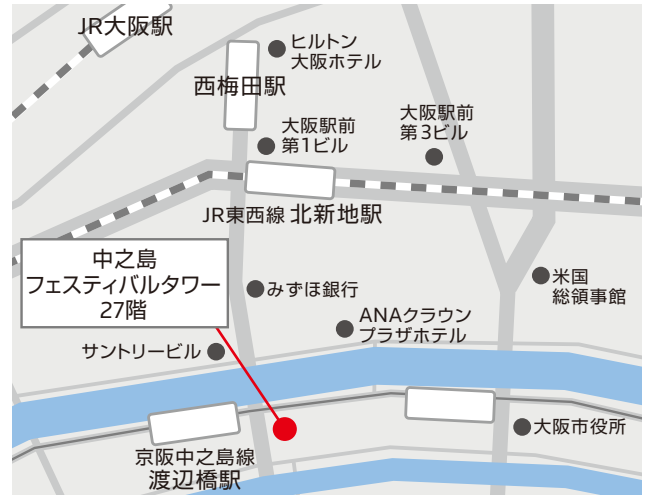 JR大阪駅
ヒルトン
大阪ホテル
西梅田駅
大阪駅前
第1ビル
大阪駅前
第3ビル
JR東西線 北新地駅
中之島
フェスティバルタワー
27階
みずほ銀行
米国
総領事館
ANAクラウン
プラザホテル
サントリービル
大阪市役所
京阪中之島線
渡辺橋駅